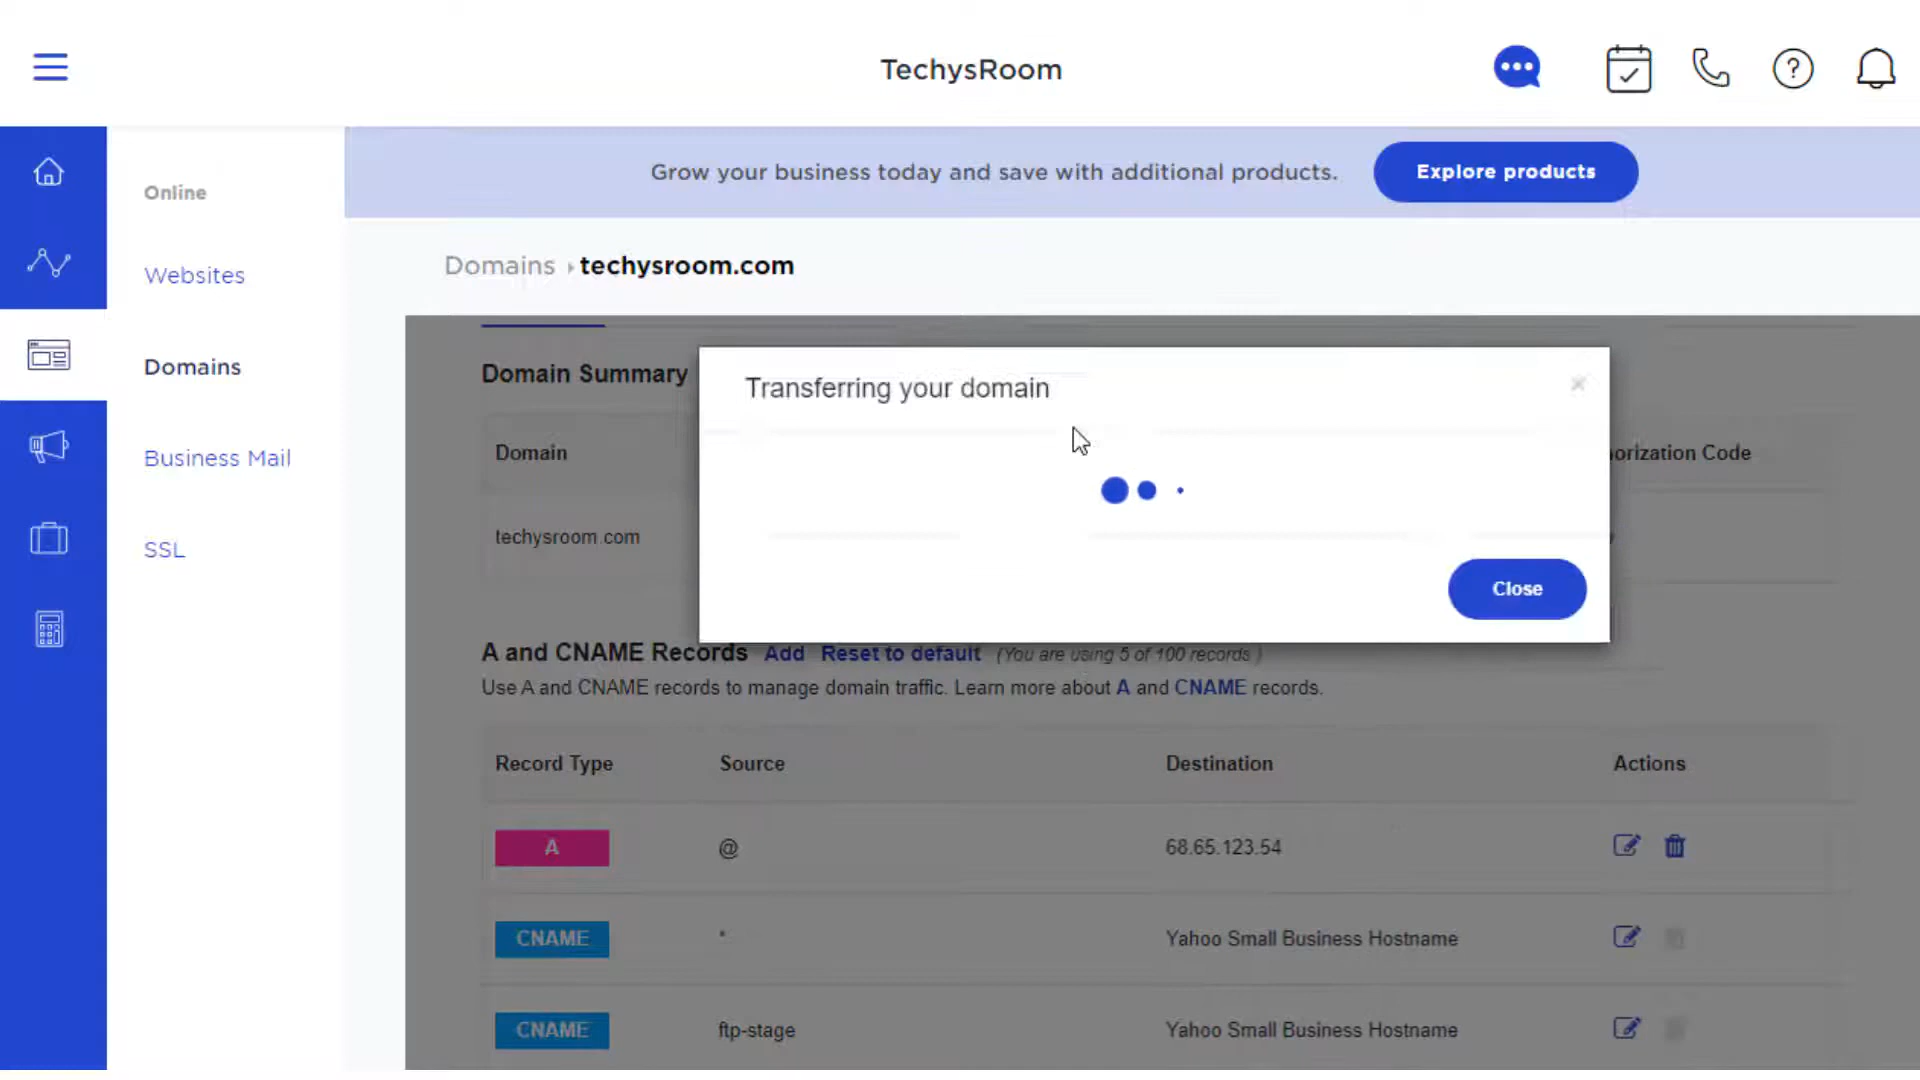 TechysRoom
Grow your business today and save with additional products.
Explore products
Online
Websites
Domains
Business Mail
SSL
Domains › techysroom.com
Domain Summary
Transferring your domain
×
Close
Domain
orization Code
techysroom.com
A and CNAME Records Add Reset to default (You are using 5 of 100 records )
Use A and CNAME records to manage domain traffic. Learn more about A and CNAME records.
Record Type Source Destination Actions
A @ 68.65.123.54
CNAME * Yahoo Small Business Hostname
CNAME ftp-stage Yahoo Small Business Hostname